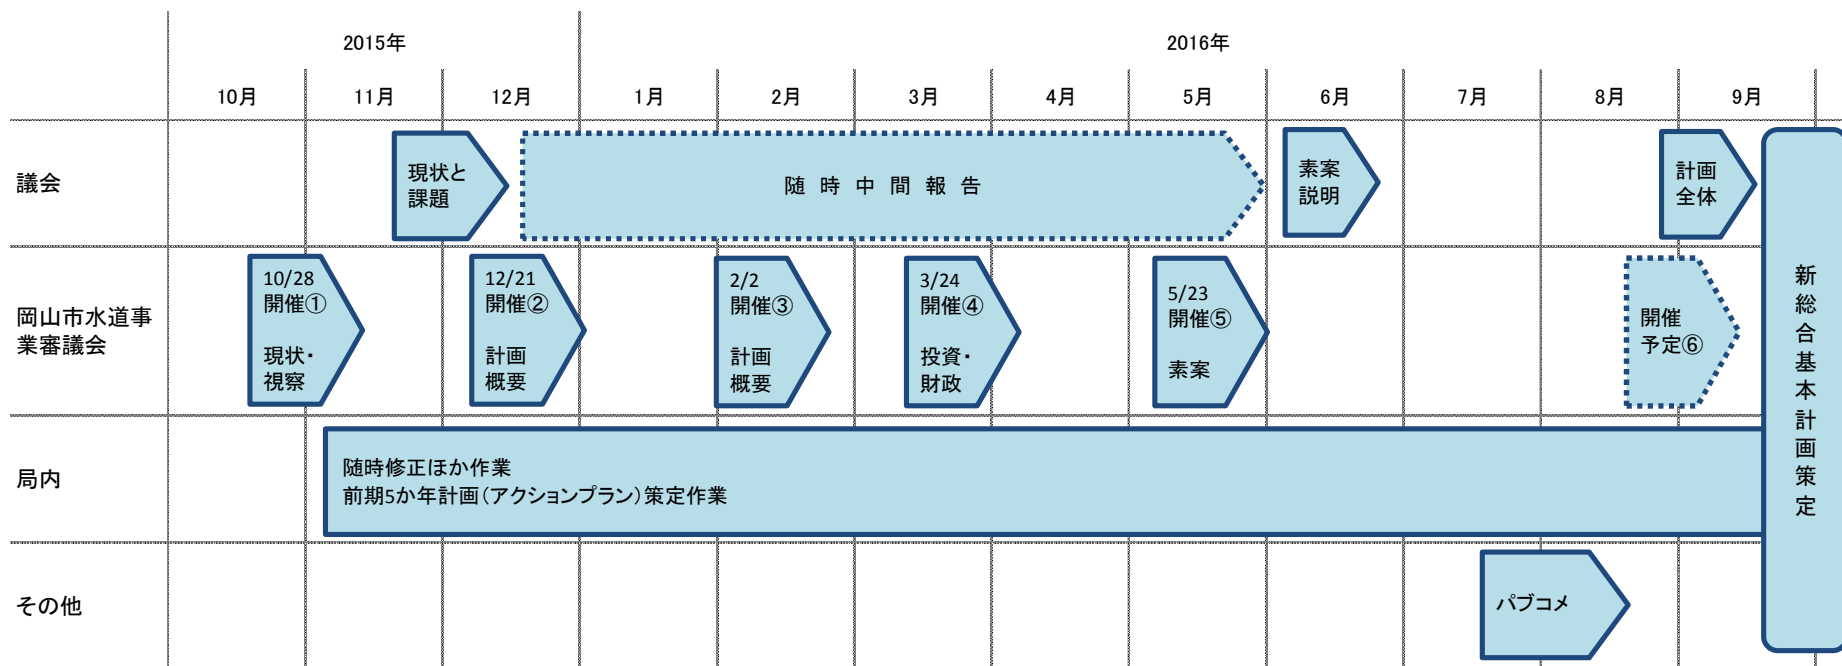 2015年
2016年
10月
11月
12月
1月
2月
3月
4月
5月
6月
7月
8月
9月
議会
現状と
課題
随時中間報告
素案
説明
計画
全体
岡山市水道事
業審議会
10/28
開催①
現状・
視察
12/21
開催②
計画
概要
2/2
開催③
計画
概要
3/24
開催④
投資・
財政
5/23
開催⑤
素案
開催
予定⑥
局内
随時修正ほか作業
前期5か年計画（アクションプラン）策定作業
その他
パブコメ
新総合基本計画策定